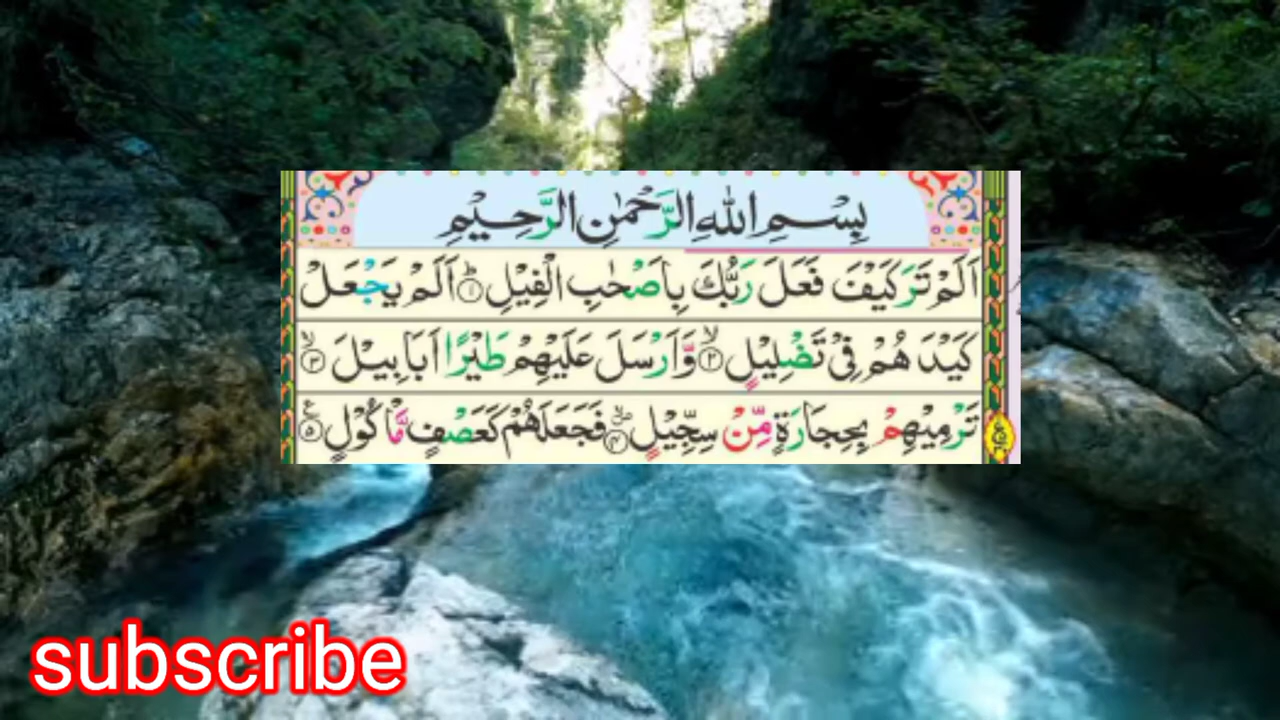 بِسْمِ اللّٰهِ الرَّحْمٰنِ الرَّحِيْمِ
اَلَمْ تَرَ كَيْفَ فَعَلَ رَبُّكَ بِاَصْحٰبِ الْفِيْلِ ؕ﴿۱﴾ اَلَمْ يَجْعَلْ
كَيْدَهُمْ فِيْ تَضْلِيْلٍ ۙ﴿۲﴾ وَّاَرْسَلَ عَلَيْهِمْ طَيْرًا اَبَابِيْلَ ۙ﴿۳﴾
تَرْمِيْهِمْ بِحِجَارَةٍ مِّنْ سِجِّيْلٍ ۪ۙ﴿۴﴾ فَجَعَلَهُمْ كَعَصْفٍ مَّاْكُوْلٍ ﴿۵﴾
subscribe